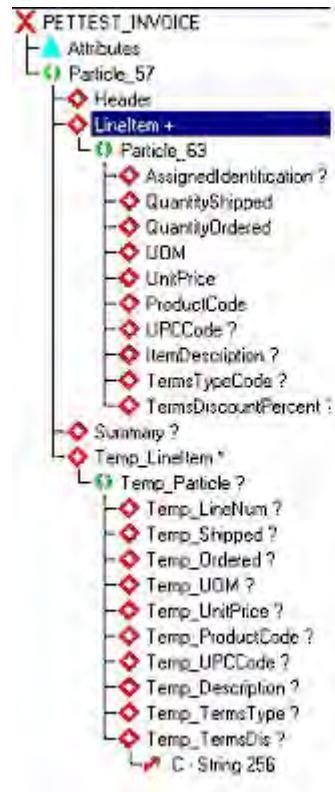 PETTEST_INVOICE
Attributes
Particle_57
Header
LineItem +
Particle_63
AssignedIdentification ?
QuantityShipped
QuantityOrdered
UOM
UnitPrice
ProductCode
UPCCode ?
ItemDescription ?
TermsTypeCode ?
TermsDiscountPercent ?
Summary ?
Temp_LineItem *
Temp_Particle ?
Temp_LineNum ?
Temp_Shipped ?
Temp_Ordered ?
Temp_UOM ?
Temp_UnitPrice ?
Temp_ProductCode ?
Temp_UPCCode ?
Temp_Description ?
Temp_TermsType ?
Temp_TermsDis ?
C - String 256